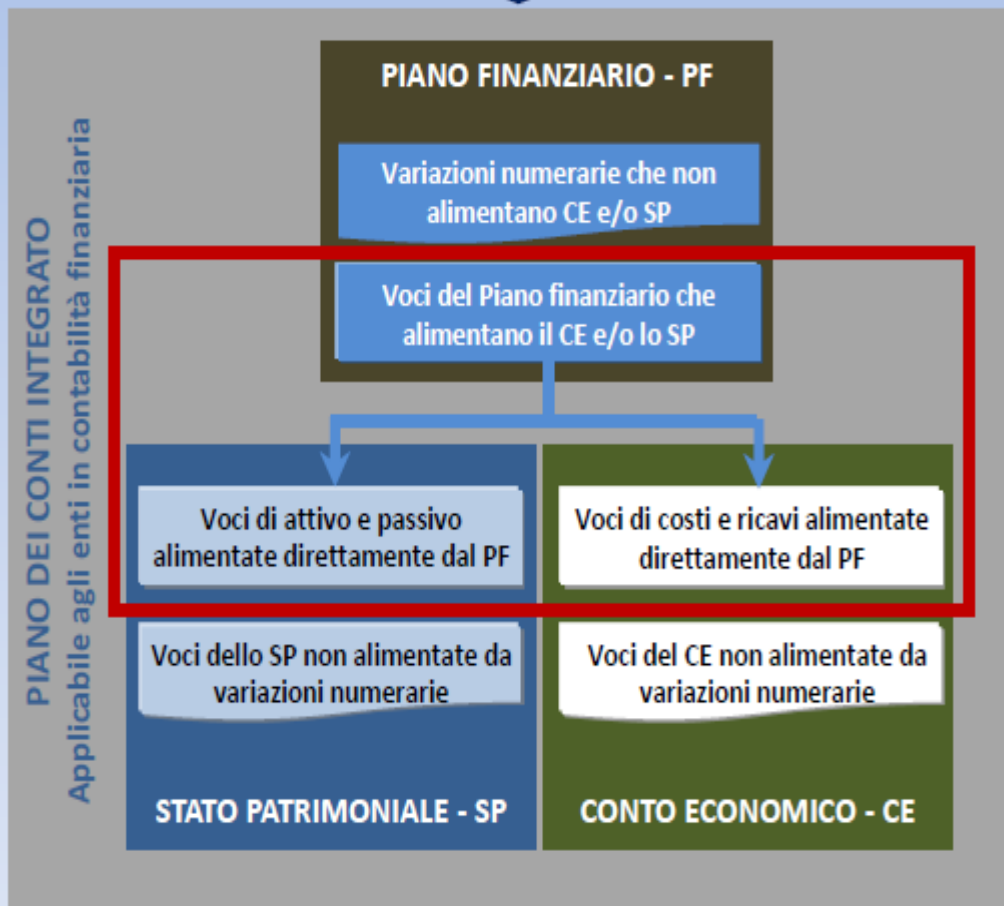 PIANO DEI CONTI INTEGRATO
Applicabile agli enti in contabilità finanziaria
PIANO FINANZIARIO - PF
Variazioni numerarie che non
alimentano CE e/o SP
Voci del Piano finanziario che
alimentano il CE e/o lo SP
Voci di attivo e passivo
alimentate direttamente dal PF
Voci di costi e ricavi alimentate
direttamente dal PF
Voci dello SP non alimentate da
variazioni numerarie
Voci del CE non alimentate da
variazioni numerarie
STATO PATRIMONIALE - SP
CONTO ECONOMICO - CE